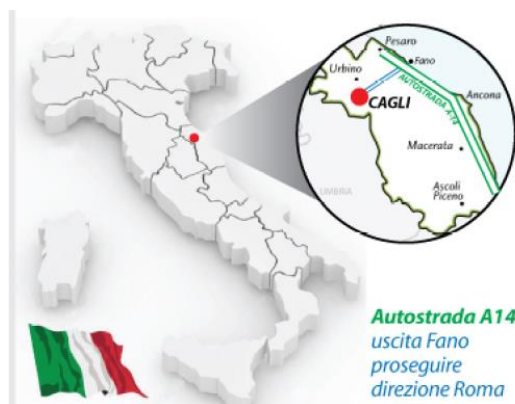 Pesaro
Fano
Urbino
CAGLI
AUTOSTRADA A14
Ancona
Macerata
UMBRIA
Ascoli
Piceno
Autostrada A14
uscita Fano
proseguire
direzione Roma